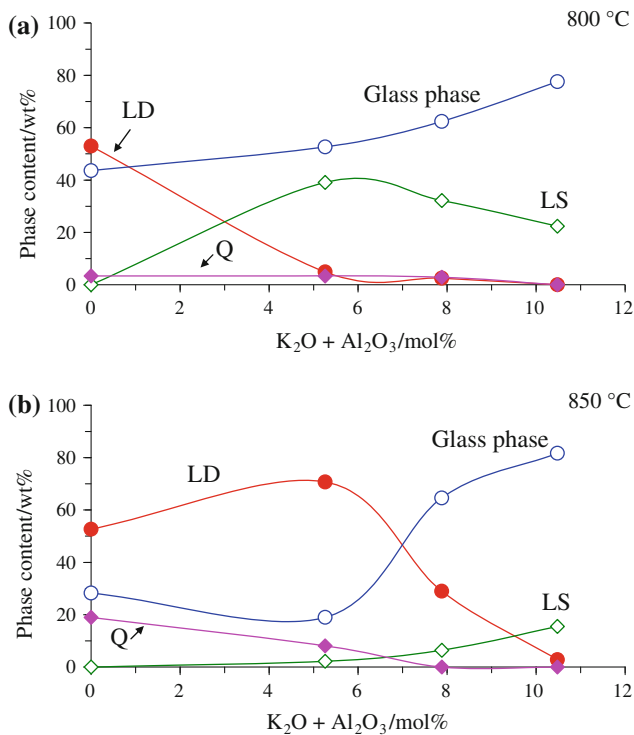 (a)
800 °C
100
80
60
40
20
0
Phase content/wt%
LD
Glass phase
LS
Q
0 2 4 6 8 10 12
K₂O + Al₂O₃/mol%
(b)
850 °C
100
80
60
40
20
0
Phase content/wt%
LD
Glass phase
LS
Q
0 2 4 6 8 10 12
K₂O + Al₂O₃/mol%